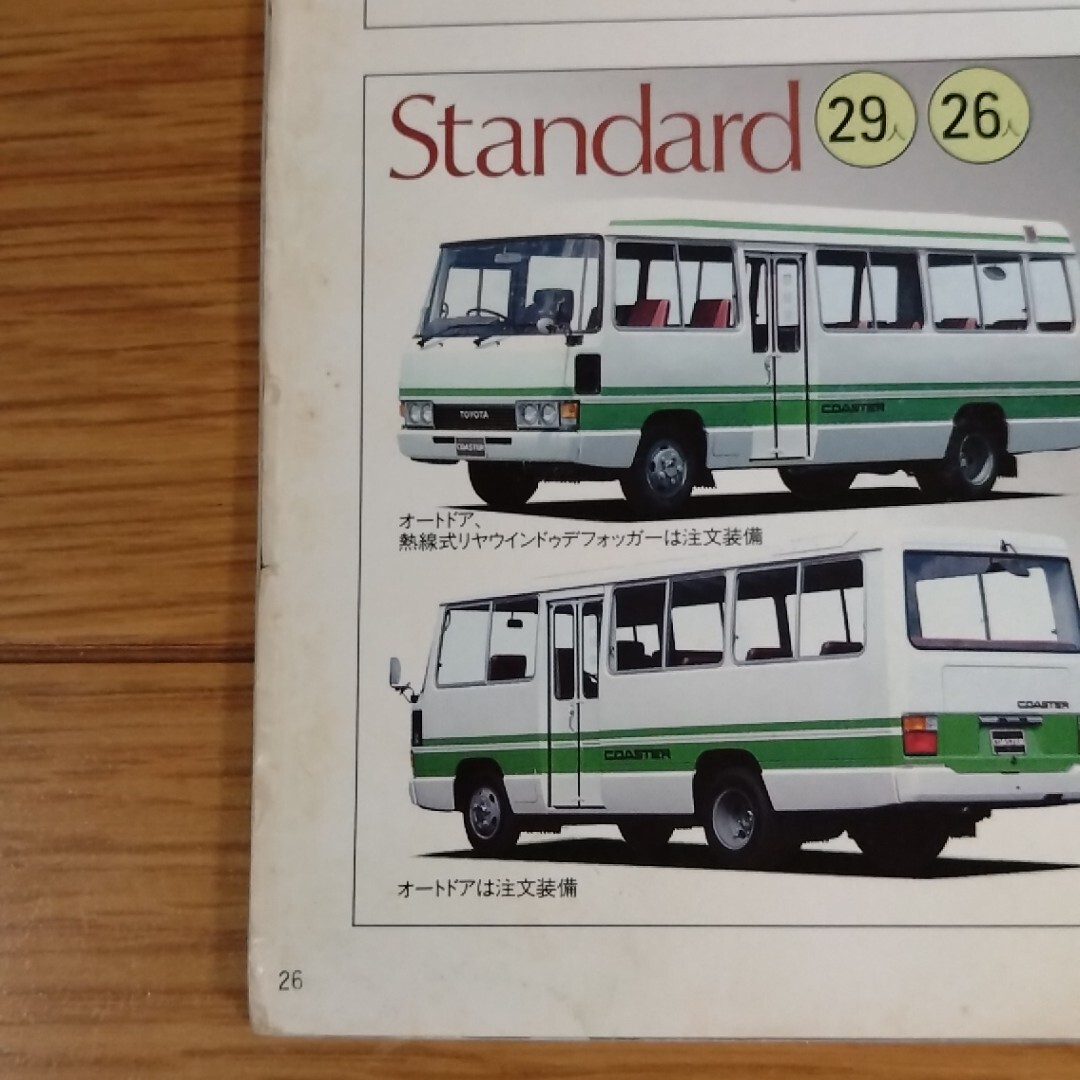 Standard 29人 26人
TOYOTA
COASTER
COASTER
オートドア、
熱線式リヤウインドゥデフォッガーは注文装備
COASTER
COASTER
オートドアは注文装備
26